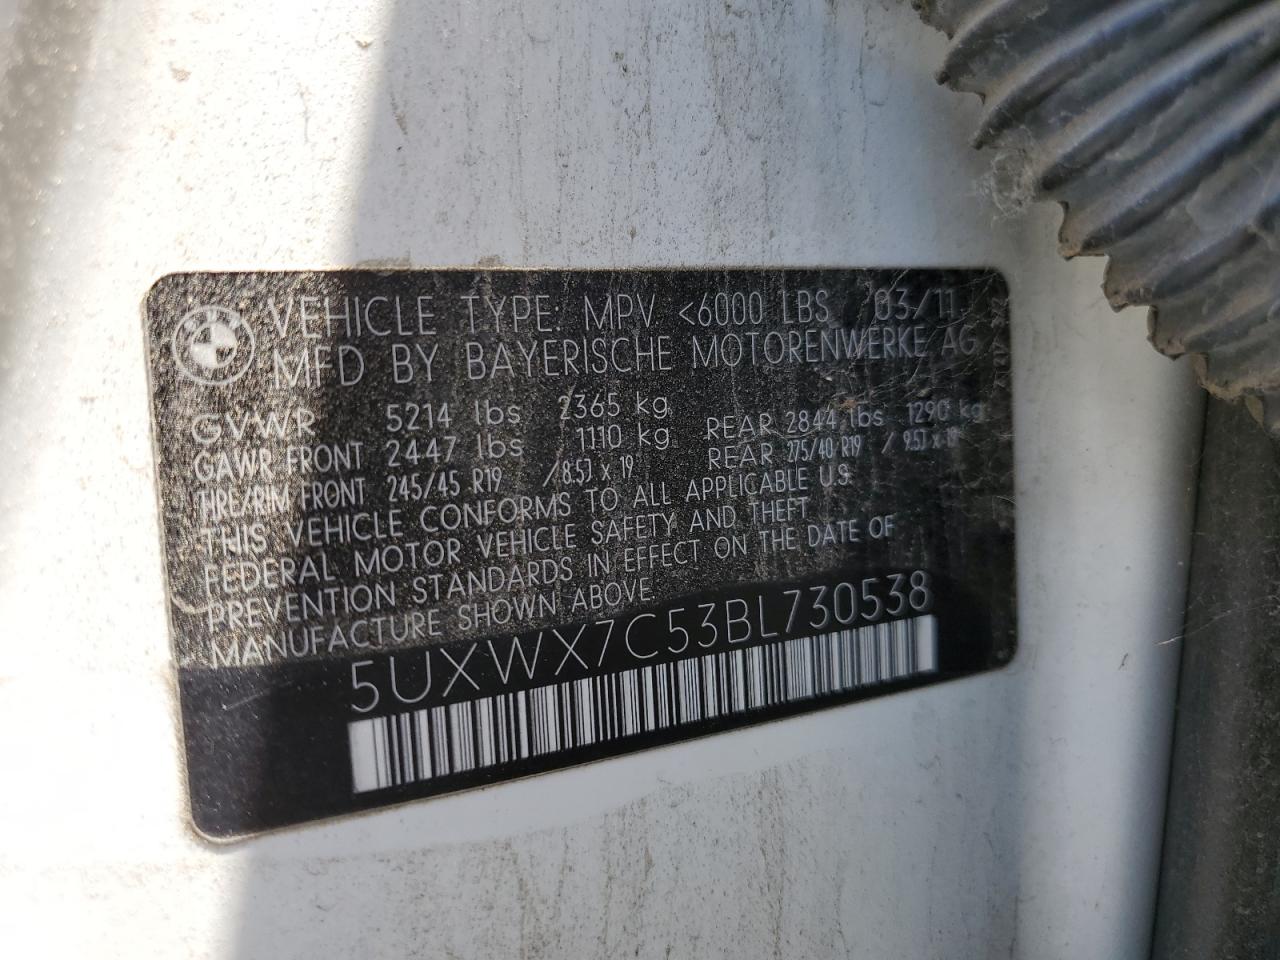 BMW
VEHICLE TYPE: MPV <6000 LBS 03/11
MFD BY BAYERISCHE MOTORENWERKE AG
GVWR 5214 lbs 2365 kg
GAWR FRONT 2447 lbs 1110 kg REAR 2844 lbs 1290 kg
TIRE/RIM FRONT 245/45 R19 /8.5J x 19 REAR 275/40 R19 / 9.5J x 19
THIS VEHICLE CONFORMS TO ALL APPLICABLE U.S.
FEDERAL MOTOR VEHICLE SAFETY AND THEFT
PREVENTION STANDARDS IN EFFECT ON THE DATE OF
MANUFACTURE SHOWN ABOVE.
5UXWX7C53BL730538